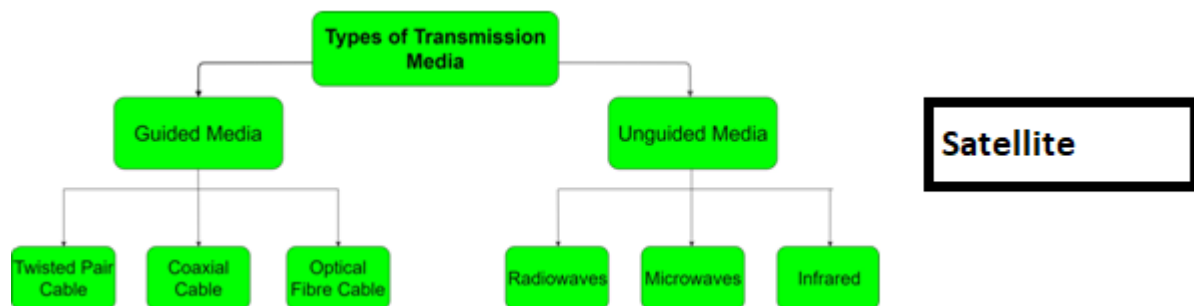 Types of Transmission
Media
Guided Media
Unguided Media
Satellite
Twisted Pair
Cable
Coaxial
Cable
Optical
Fibre Cable
Radiowaves
Microwaves
Infrared